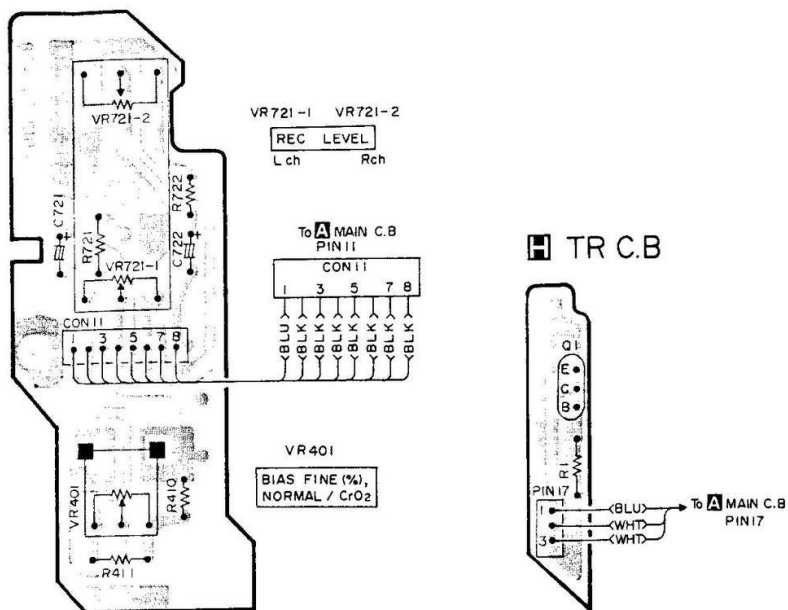 VR721-2
VR721-1 VR721-2
REC LEVEL
L ch Rch
C721
R721
R722
C722
VR721-1
To A MAIN C.B
PIN11
CON11
1 3 5 7 8
BLU BLK BLK BLK BLK BLK BLK BLK
CON11
1 3 5 7 8
H TR C.B
Q1
E
C
B
R1
PIN17
1
3
BLU
WHT
WHT
To A MAIN C.B
PIN17
VR401
BIAS FINE (%),
NORMAL / CrO2
VR401
R410
R411